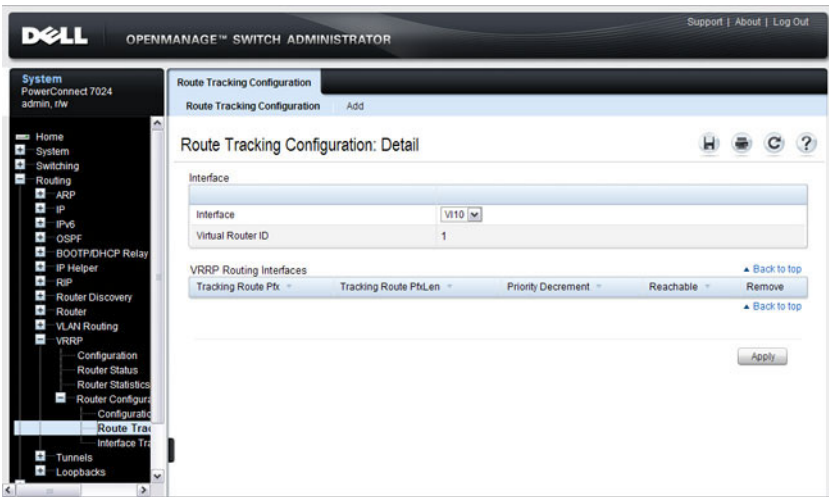 Support | About | Log Out
DELL OPENMANAGE™ SWITCH ADMINISTRATOR
System
PowerConnect 7024
admin, r/w
Home
System
Switching
Routing
ARP
IP
IPv6
OSPF
BOOTP/DHCP Relay
IP Helper
RIP
Router Discovery
Router
VLAN Routing
VRRP
Configuration
Router Status
Router Statistics
Router Configura
Configuratio
Route Trac
Interface Tra
Tunnels
Loopbacks
Route Tracking Configuration
Route Tracking Configuration Add
Route Tracking Configuration: Detail
Interface
Interface Vl10
Virtual Router ID 1
VRRP Routing Interfaces Back to top
Tracking Route Pfx Tracking Route PfxLen Priority Decrement Reachable Remove
Back to top
Apply